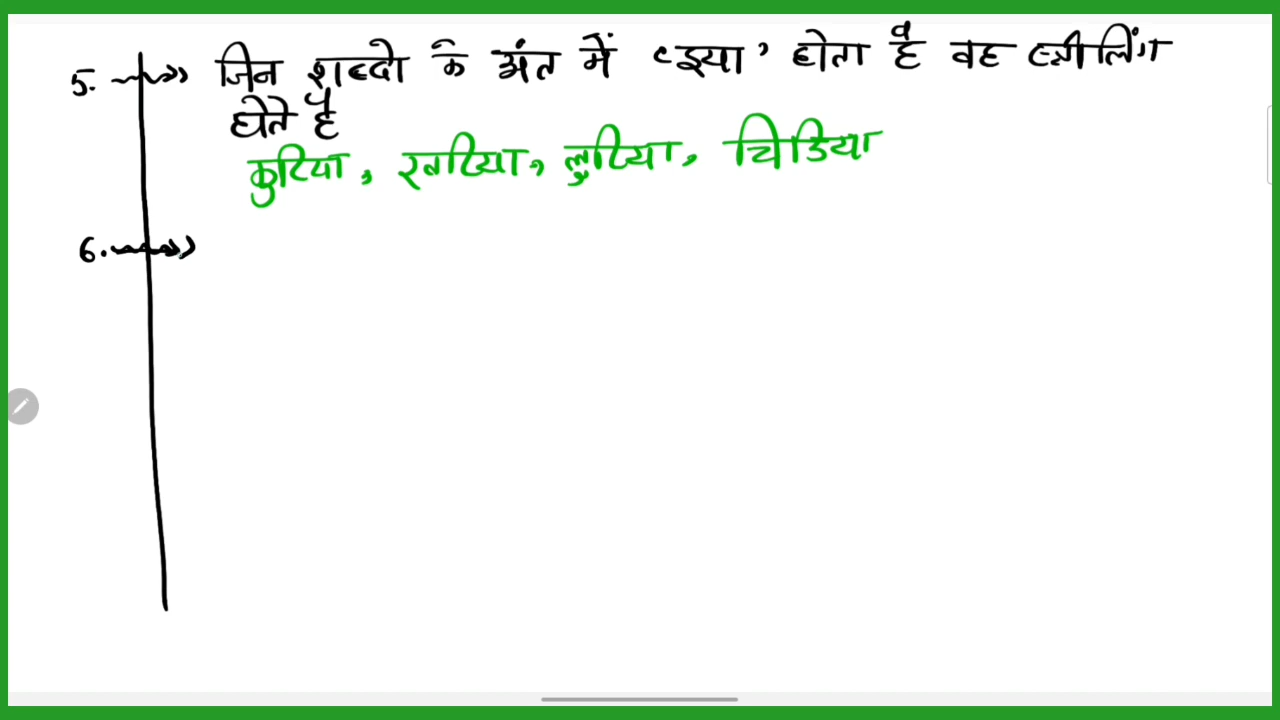 5. जिन शब्दो के अंत में 'इया' होता है वह स्त्रीलिंग
होते है
कुटिया, खटिया, लुटिया, चिडिया
6.